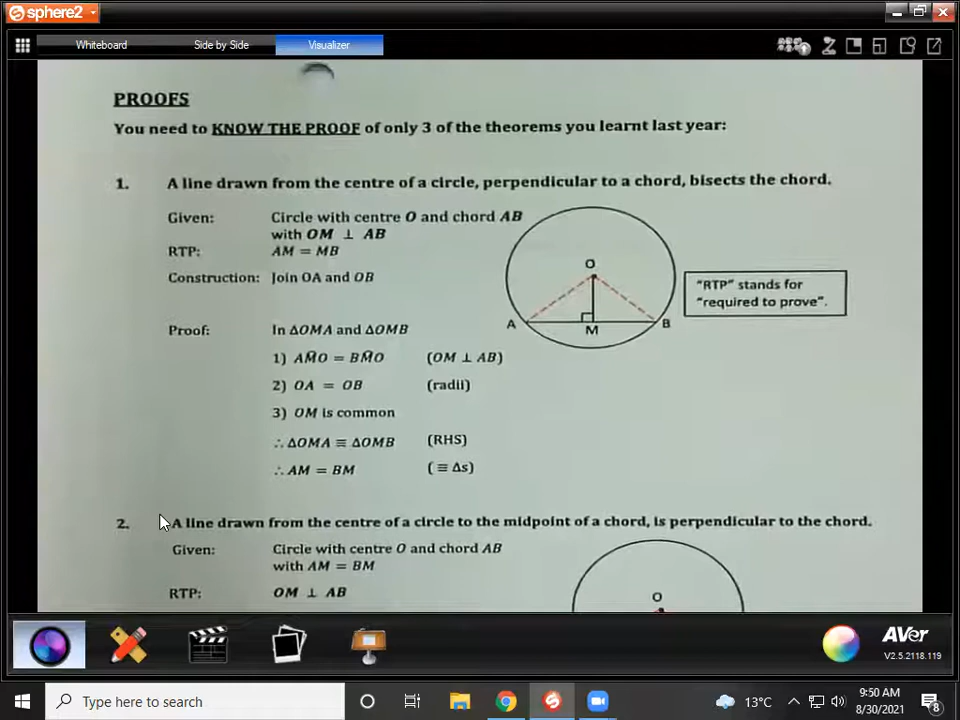 sphere2
Whiteboard
Side by Side
Visualizer
PROOFS
You need to KNOW THE PROOF of only 3 of the theorems you learnt last year:
1. A line drawn from the centre of a circle, perpendicular to a chord, bisects the chord.
Given: Circle with centre O and chord AB
with OM ⊥ AB
RTP: AM = MB
Construction: Join OA and OB
O
A
M
B
"RTP" stands for
"required to prove".
Proof: In ΔOMA and ΔOMB
1) AM̂O = BM̂O (OM ⊥ AB)
2) OA = OB (radii)
3) OM is common
∴ ΔOMA ≡ ΔOMB (RHS)
∴ AM = BM (≡ Δs)
2. A line drawn from the centre of a circle to the midpoint of a chord, is perpendicular to the chord.
Given: Circle with centre O and chord AB
with AM = BM
RTP: OM ⊥ AB
O
AVer
V2.5.2118.119
Type here to search
13°C
9:50 AM
8/30/2021
8